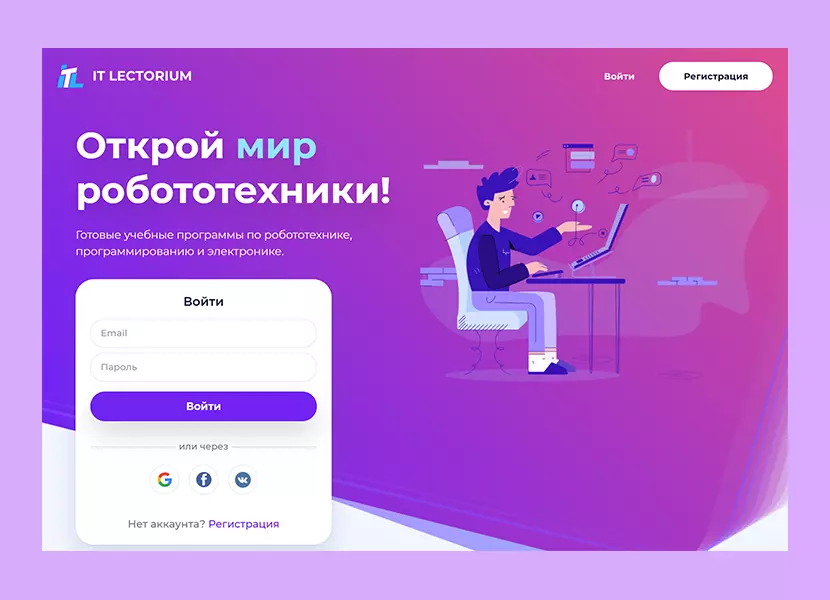 ITL IT LECTORIUM
Войти
Регистрация
Открой мир
робототехники!
Готовые учебные программы по робототехнике,
программированию и электронике.
Войти
Email
Пароль
Войти
или через
Нет аккаунта? Регистрация